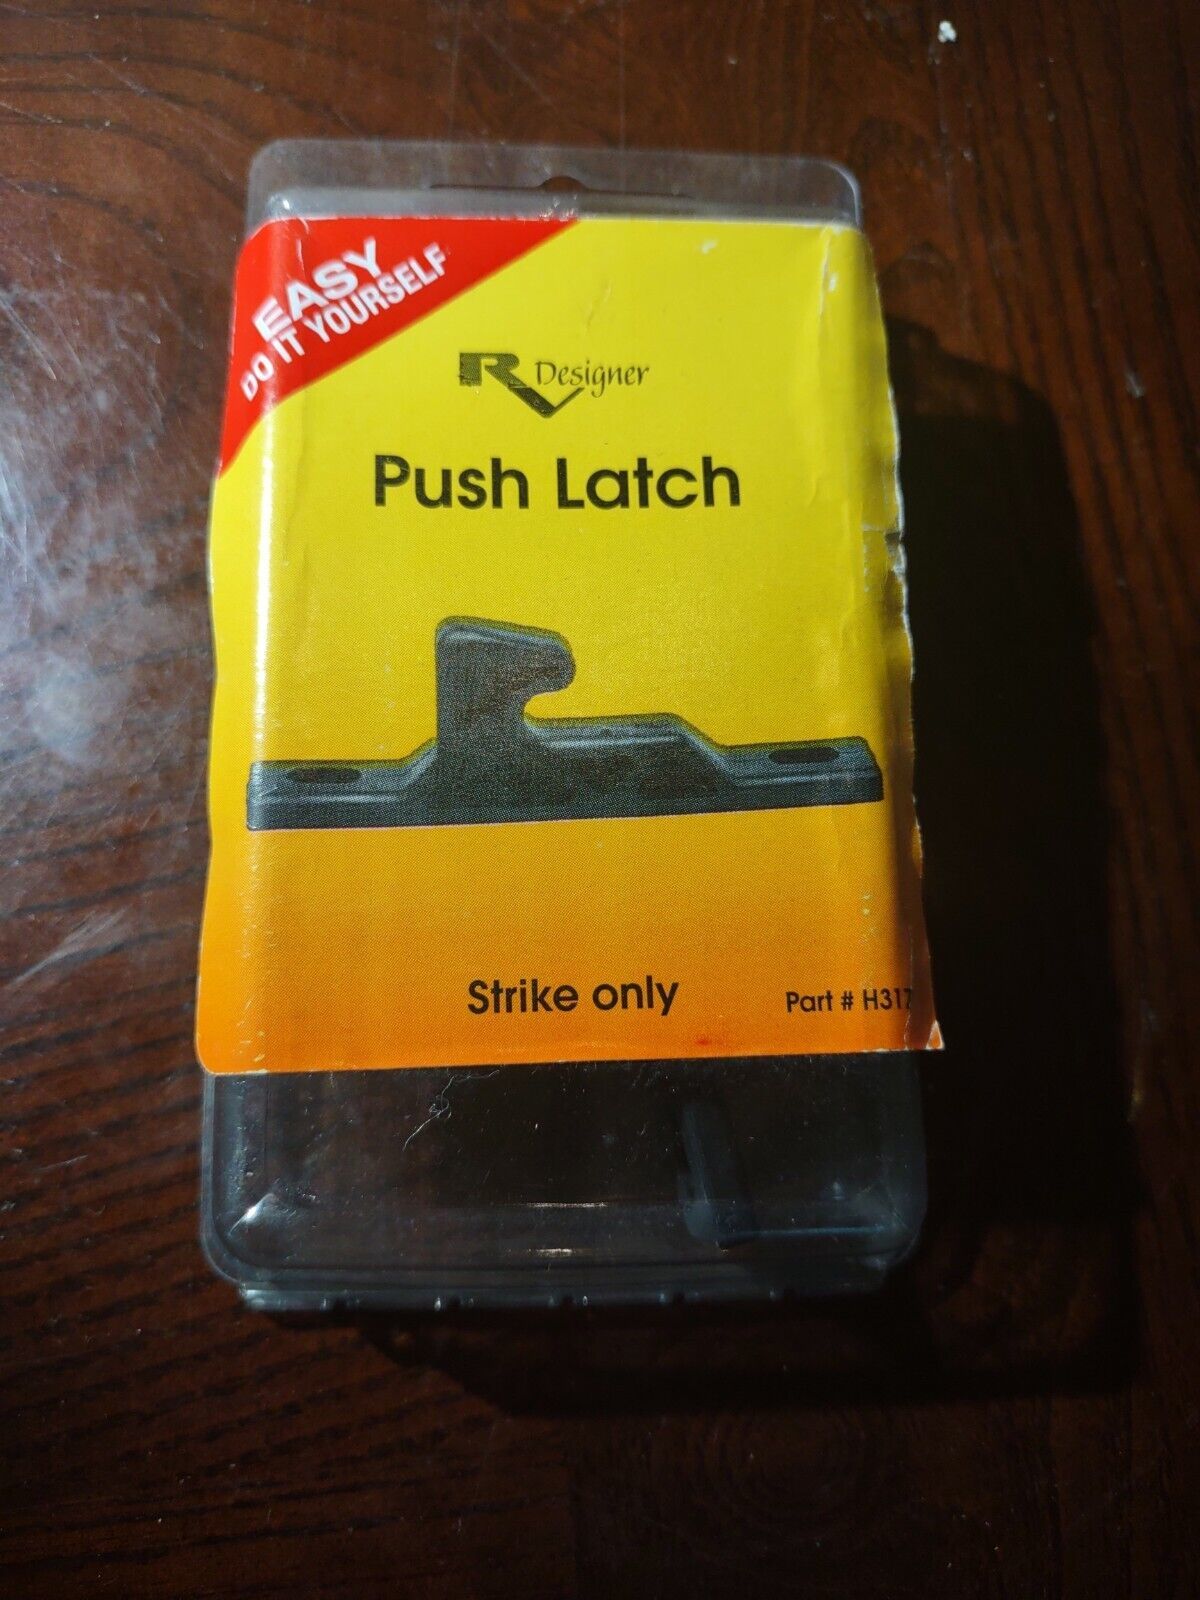 EASY
DO IT YOURSELF
RV Designer
Push Latch
Strike only
Part # H317